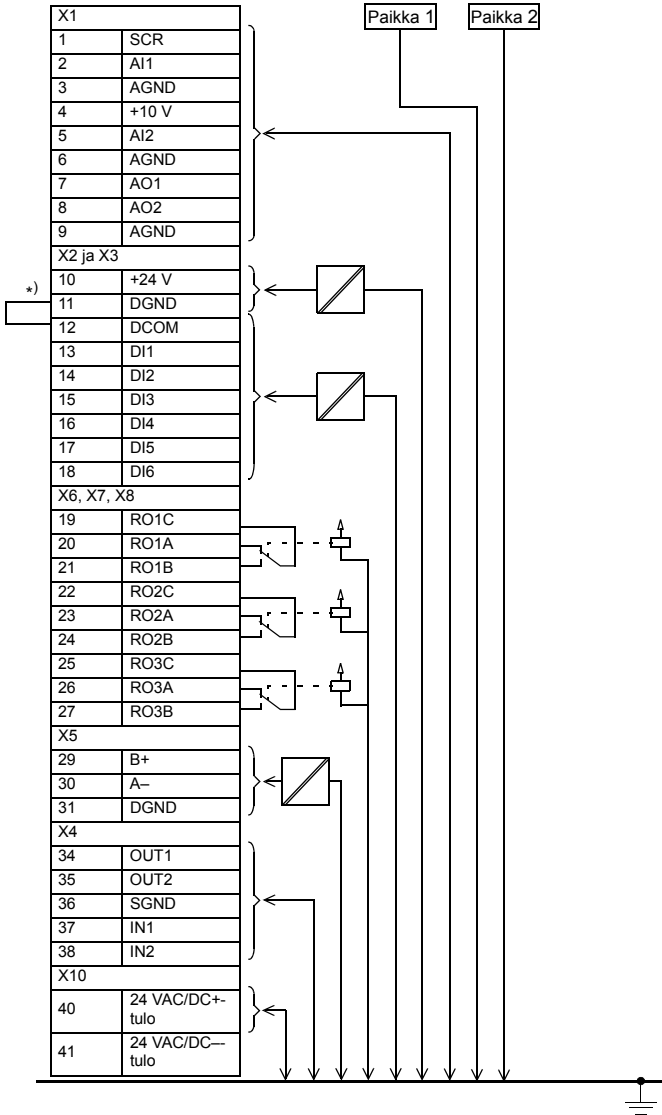 Paikka 1 Paikka 2
X1
1 SCR
2 AI1
3 AGND
4 +10 V
5 AI2
6 AGND
7 AO1
8 AO2
9 AGND
X2 ja X3
*)
10 +24 V
11 DGND
12 DCOM
13 DI1
14 DI2
15 DI3
16 DI4
17 DI5
18 DI6
X6, X7, X8
19 RO1C
20 RO1A
21 RO1B
22 RO2C
23 RO2A
24 RO2B
25 RO3C
26 RO3A
27 RO3B
X5
29 B+
30 A–
31 DGND
X4
34 OUT1
35 OUT2
36 SGND
37 IN1
38 IN2
X10
40 24 VAC/DC+-
tulo
41 24 VAC/DC–-
tulo